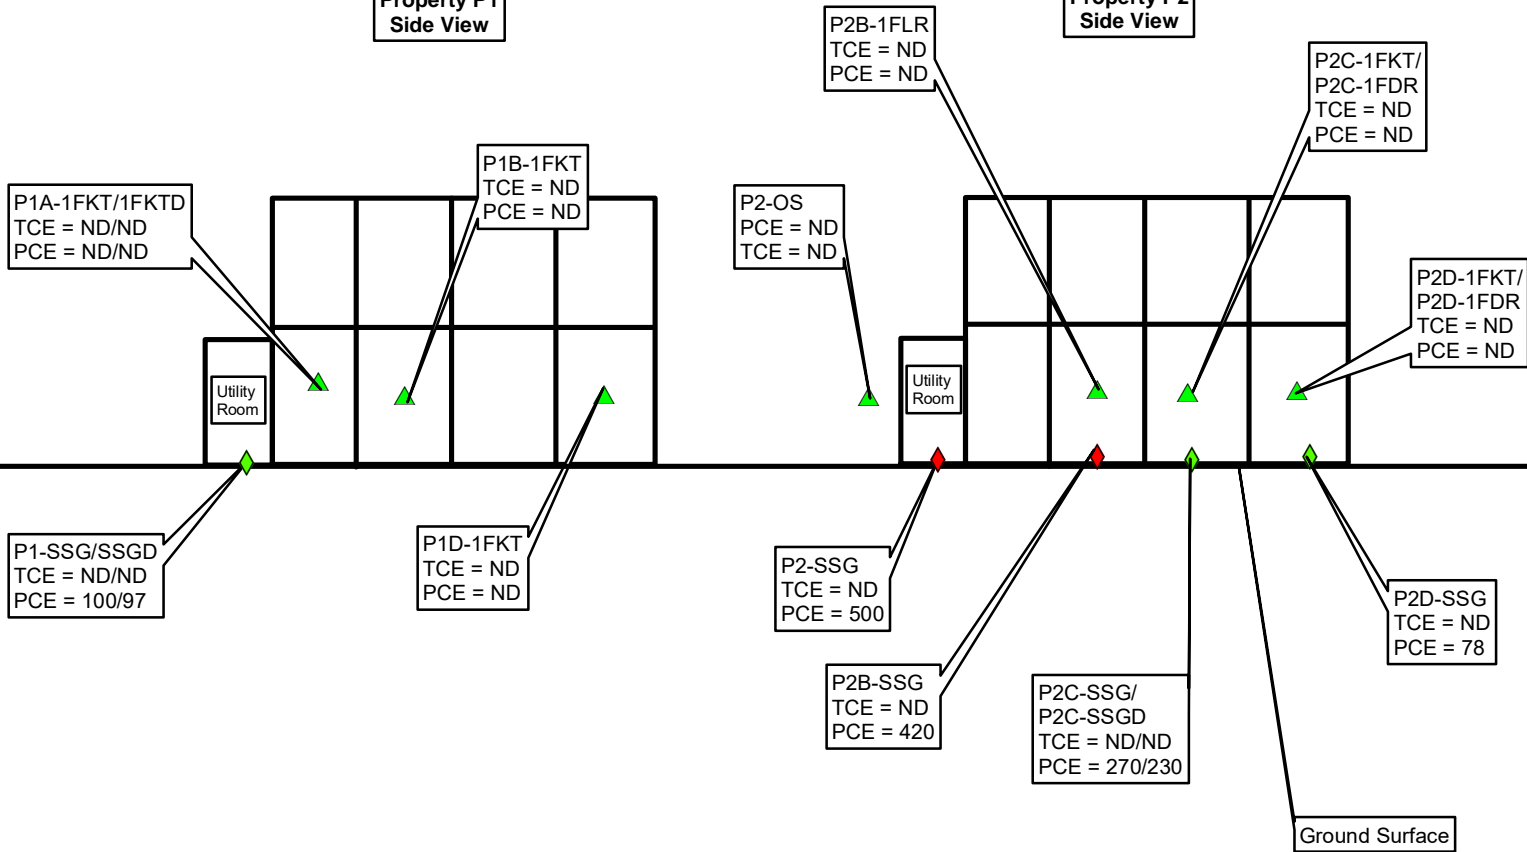 Property P1
Side View
Property P2
Side View
P2B-1FLR
TCE = ND
PCE = ND
P2C-1FKT/
P2C-1FDR
TCE = ND
PCE = ND
P1B-1FKT
TCE = ND
PCE = ND
P1A-1FKT/1FKTD
TCE = ND/ND
PCE = ND/ND
P2-OS
PCE = ND
TCE = ND
P2D-1FKT/
P2D-1FDR
TCE = ND
PCE = ND
Utility
Room
Utility
Room
P1-SSG/SSGD
TCE = ND/ND
PCE = 100/97
P1D-1FKT
TCE = ND
PCE = ND
P2-SSG
TCE = ND
PCE = 500
P2D-SSG
TCE = ND
PCE = 78
P2B-SSG
TCE = ND
PCE = 420
P2C-SSG/
P2C-SSGD
TCE = ND/ND
PCE = 270/230
Ground Surface